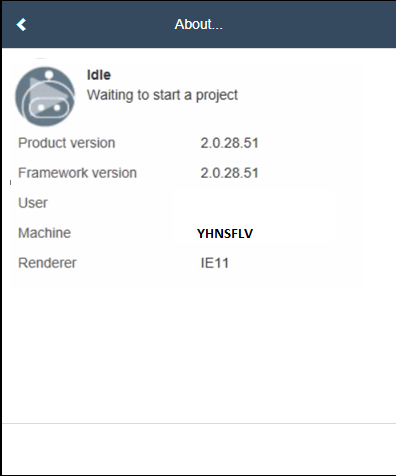 About...
Idle
Waiting to start a project
Product version 2.0.28.51
Framework version 2.0.28.51
User
Machine YHNSFLV
Renderer IE11